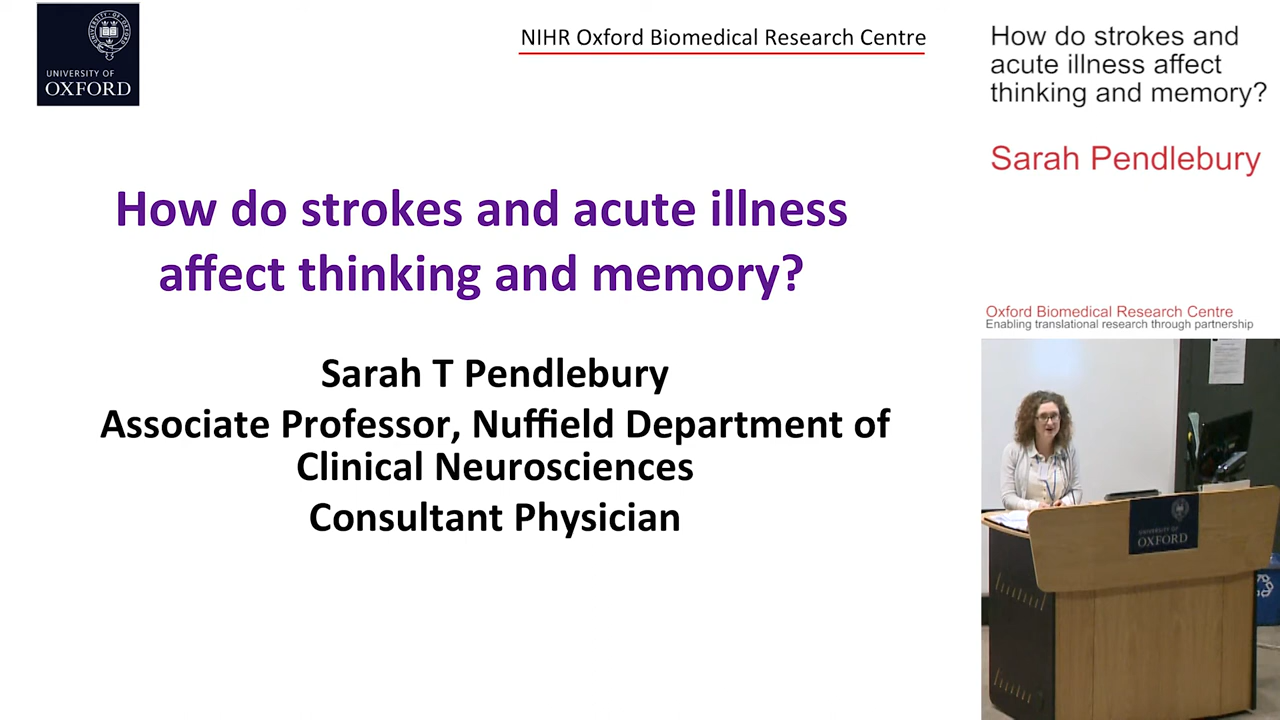 UNIVERSITY OF
OXFORD
NIHR Oxford Biomedical Research Centre
How do strokes and acute illness
affect thinking and memory?
Sarah T Pendlebury
Associate Professor, Nuffield Department of
Clinical Neurosciences
Consultant Physician
How do strokes and
acute illness affect
thinking and memory?
Sarah Pendlebury
Oxford Biomedical Research Centre
Enabling translational research through partnership
UNIVERSITY OF
OXFORD